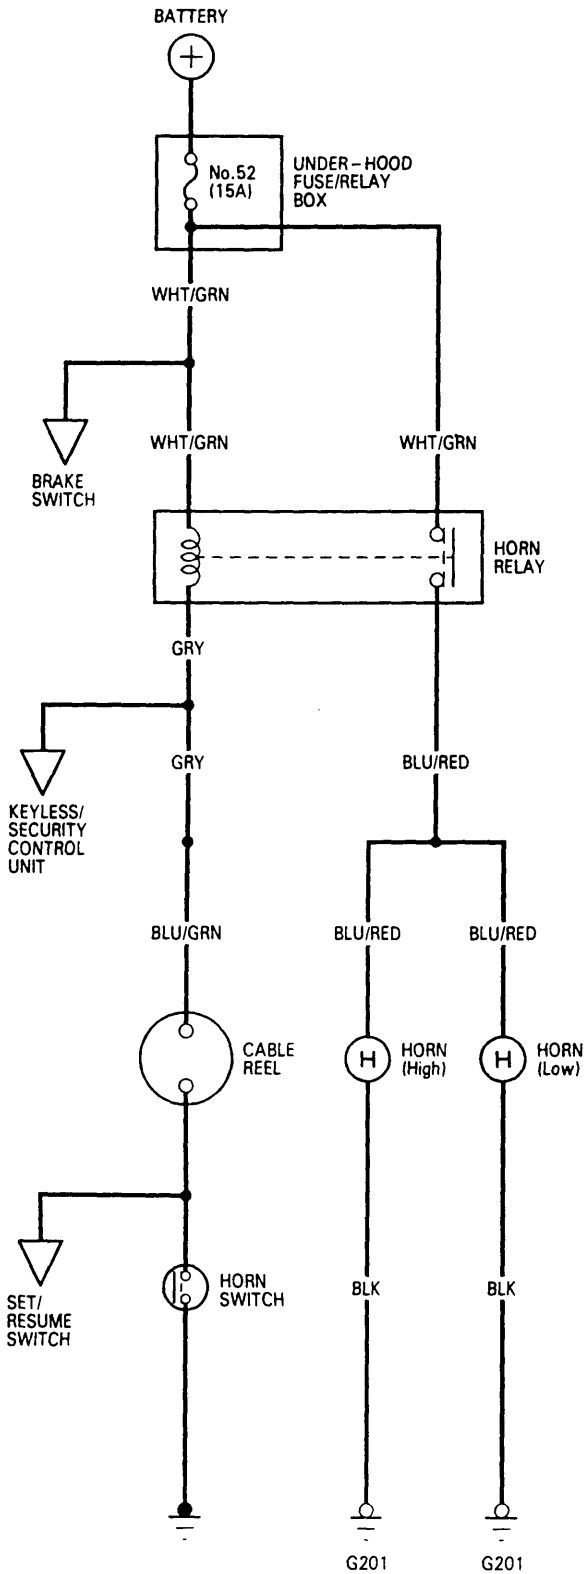 BATTERY
+
No.52
(15A)
UNDER-HOOD
FUSE/RELAY
BOX
WHT/GRN
WHT/GRN
WHT/GRN
BRAKE
SWITCH
HORN
RELAY
GRY
GRY
BLU/RED
KEYLESS/
SECURITY
CONTROL
UNIT
BLU/GRN
BLU/RED
BLU/RED
CABLE
REEL
H
HORN
(High)
H
HORN
(Low)
SET/
RESUME
SWITCH
HORN
SWITCH
BLK
BLK
G201
G201